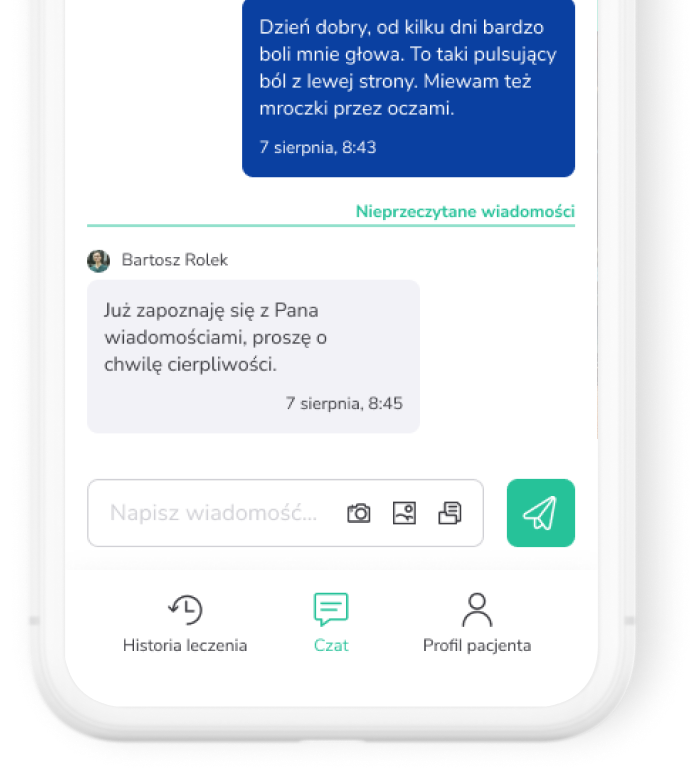 Dzień dobry, od kilku dni bardzo
boli mnie głowa. To taki pulsujący
ból z lewej strony. Miewam też
mroczki przez oczami.
7 sierpnia, 8:43
Nieprzeczytane wiadomości
Bartosz Rolek
Już zapoznaję się z Pana
wiadomościami, proszę o
chwilę cierpliwości.
7 sierpnia, 8:45
Napisz wiadomość...
Historia leczenia
Czat
Profil pacjenta